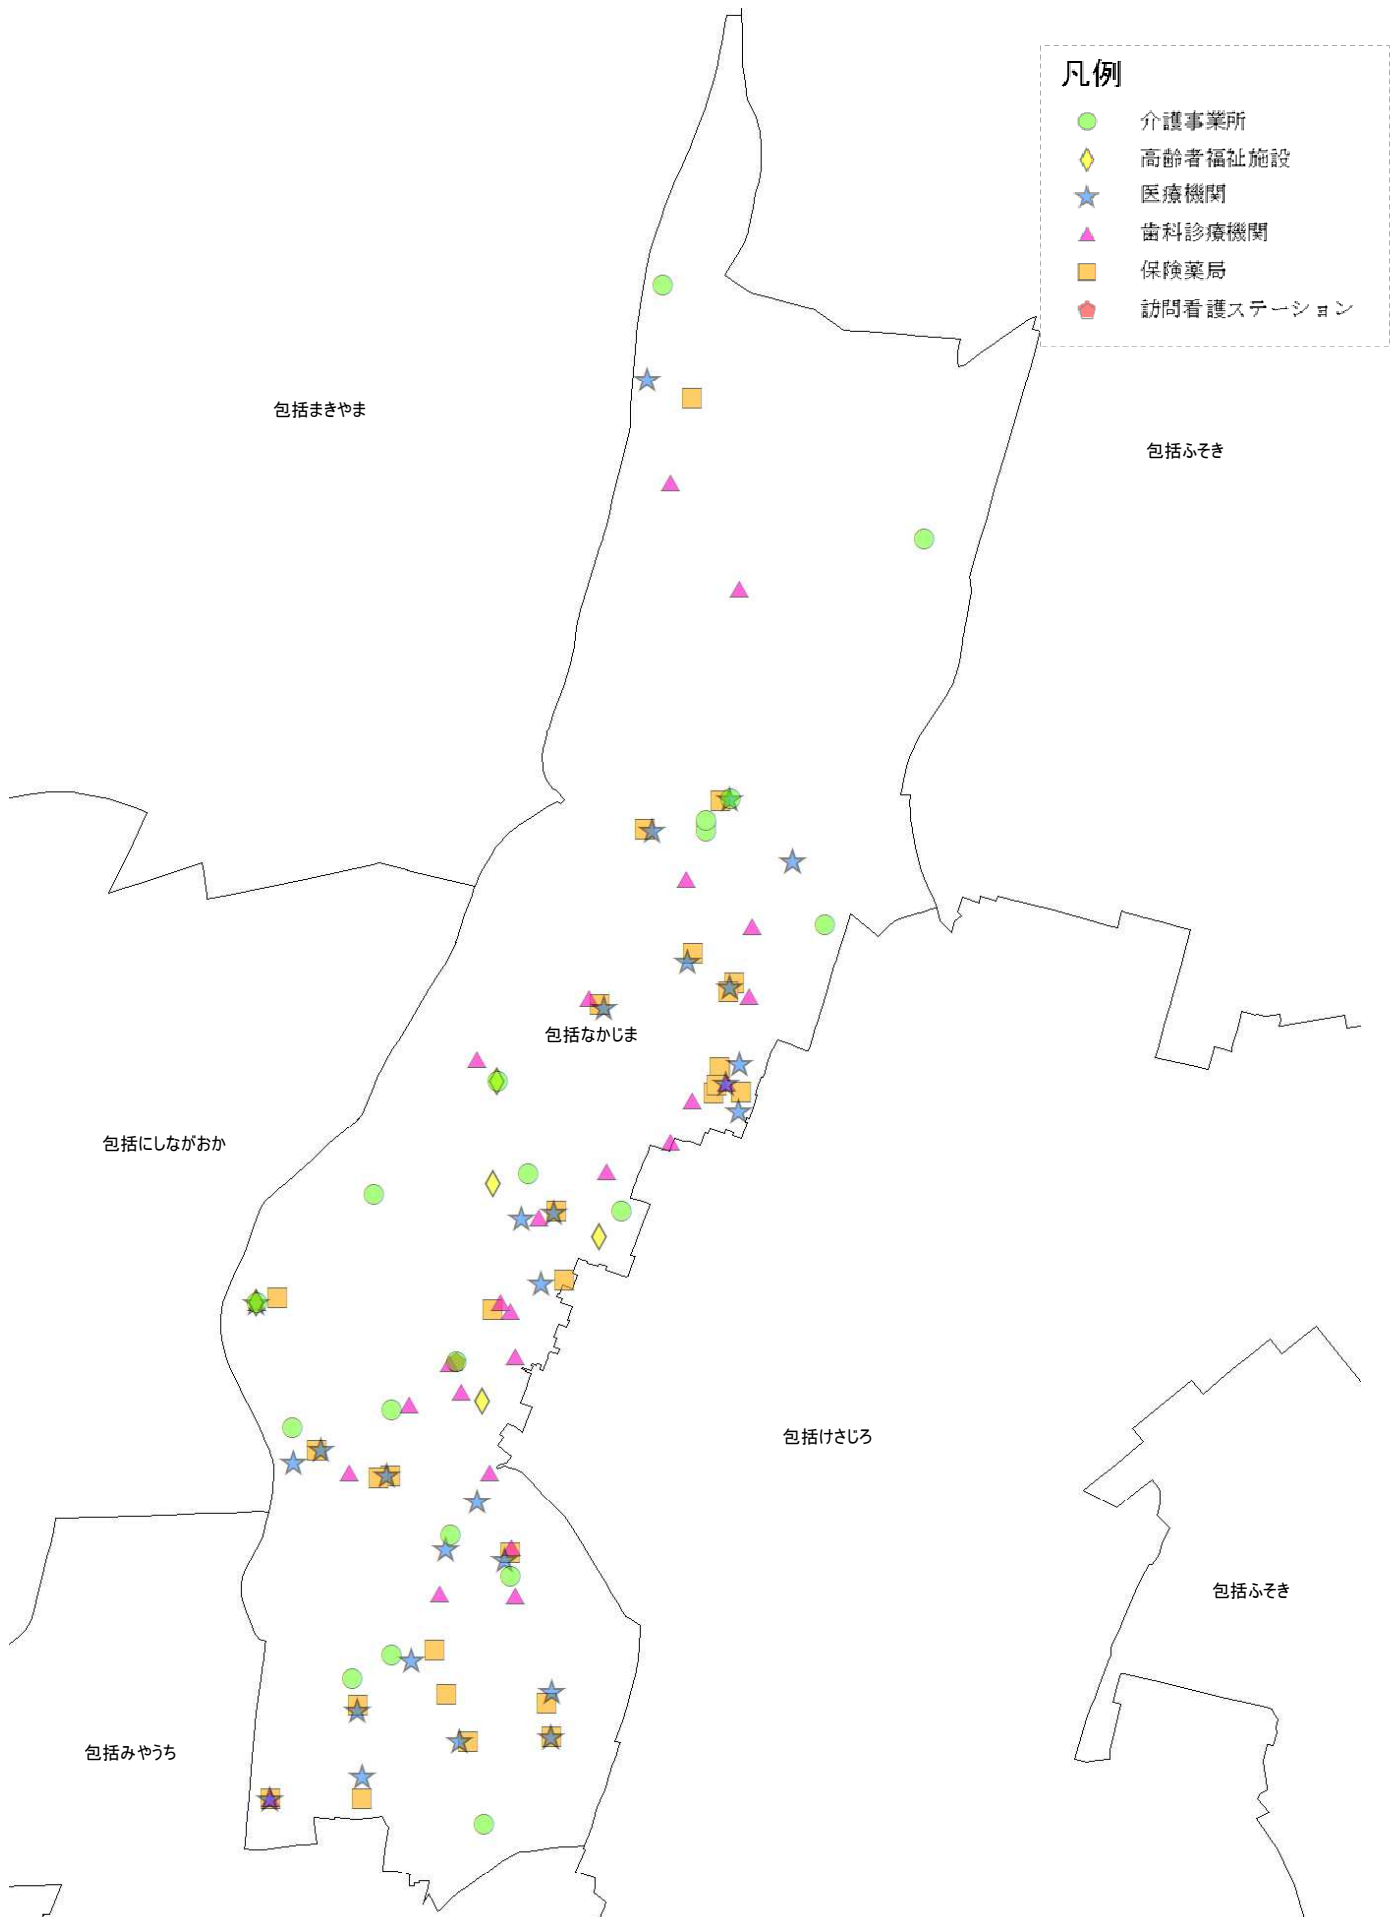 凡例
介護事業所
高齢者福祉施設
医療機関
歯科診療機関
保険薬局
訪問看護ステーション
包括まきやま
包括ふそき
包括なかじま
包括にしながおか
包括けさじろ
包括ふそき
包括みやうち